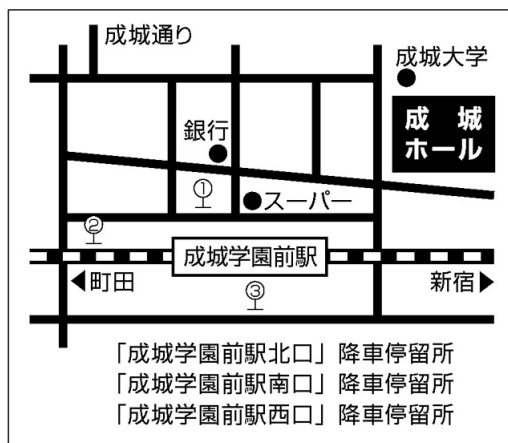 成城通り
成城大学
成城
ホール
銀行
①
スーパー
②
成城学園前駅
町田
③
新宿
「成城学園前駅北口」降車停留所
「成城学園前駅南口」降車停留所
「成城学園前駅西口」降車停留所